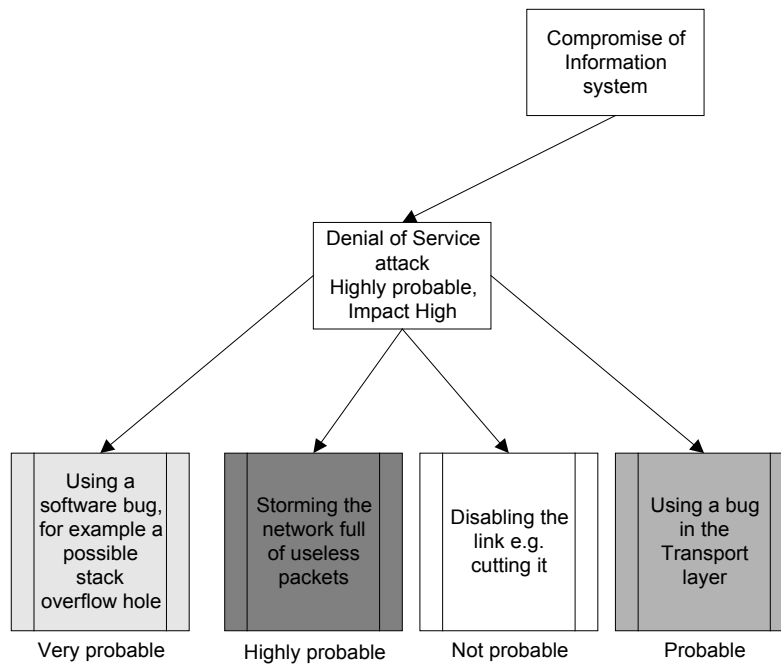 Compromise of
Information
system
Denial of Service
attack
Highly probable,
Impact High
Using a
software bug,
for example a
possible
stack
overflow hole
Storming the
network full
of useless
packets
Disabling the
link e.g.
cutting it
Using a bug
in the
Transport
layer
Very probable
Highly probable
Not probable
Probable